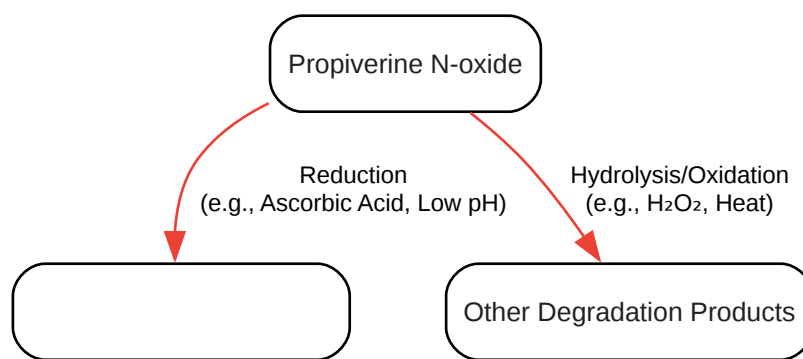 Propiverine N-oxide
Reduction
(e.g., Ascorbic Acid, Low pH)
Hydrolysis/Oxidation
(e.g., H₂O₂, Heat)
Other Degradation Products